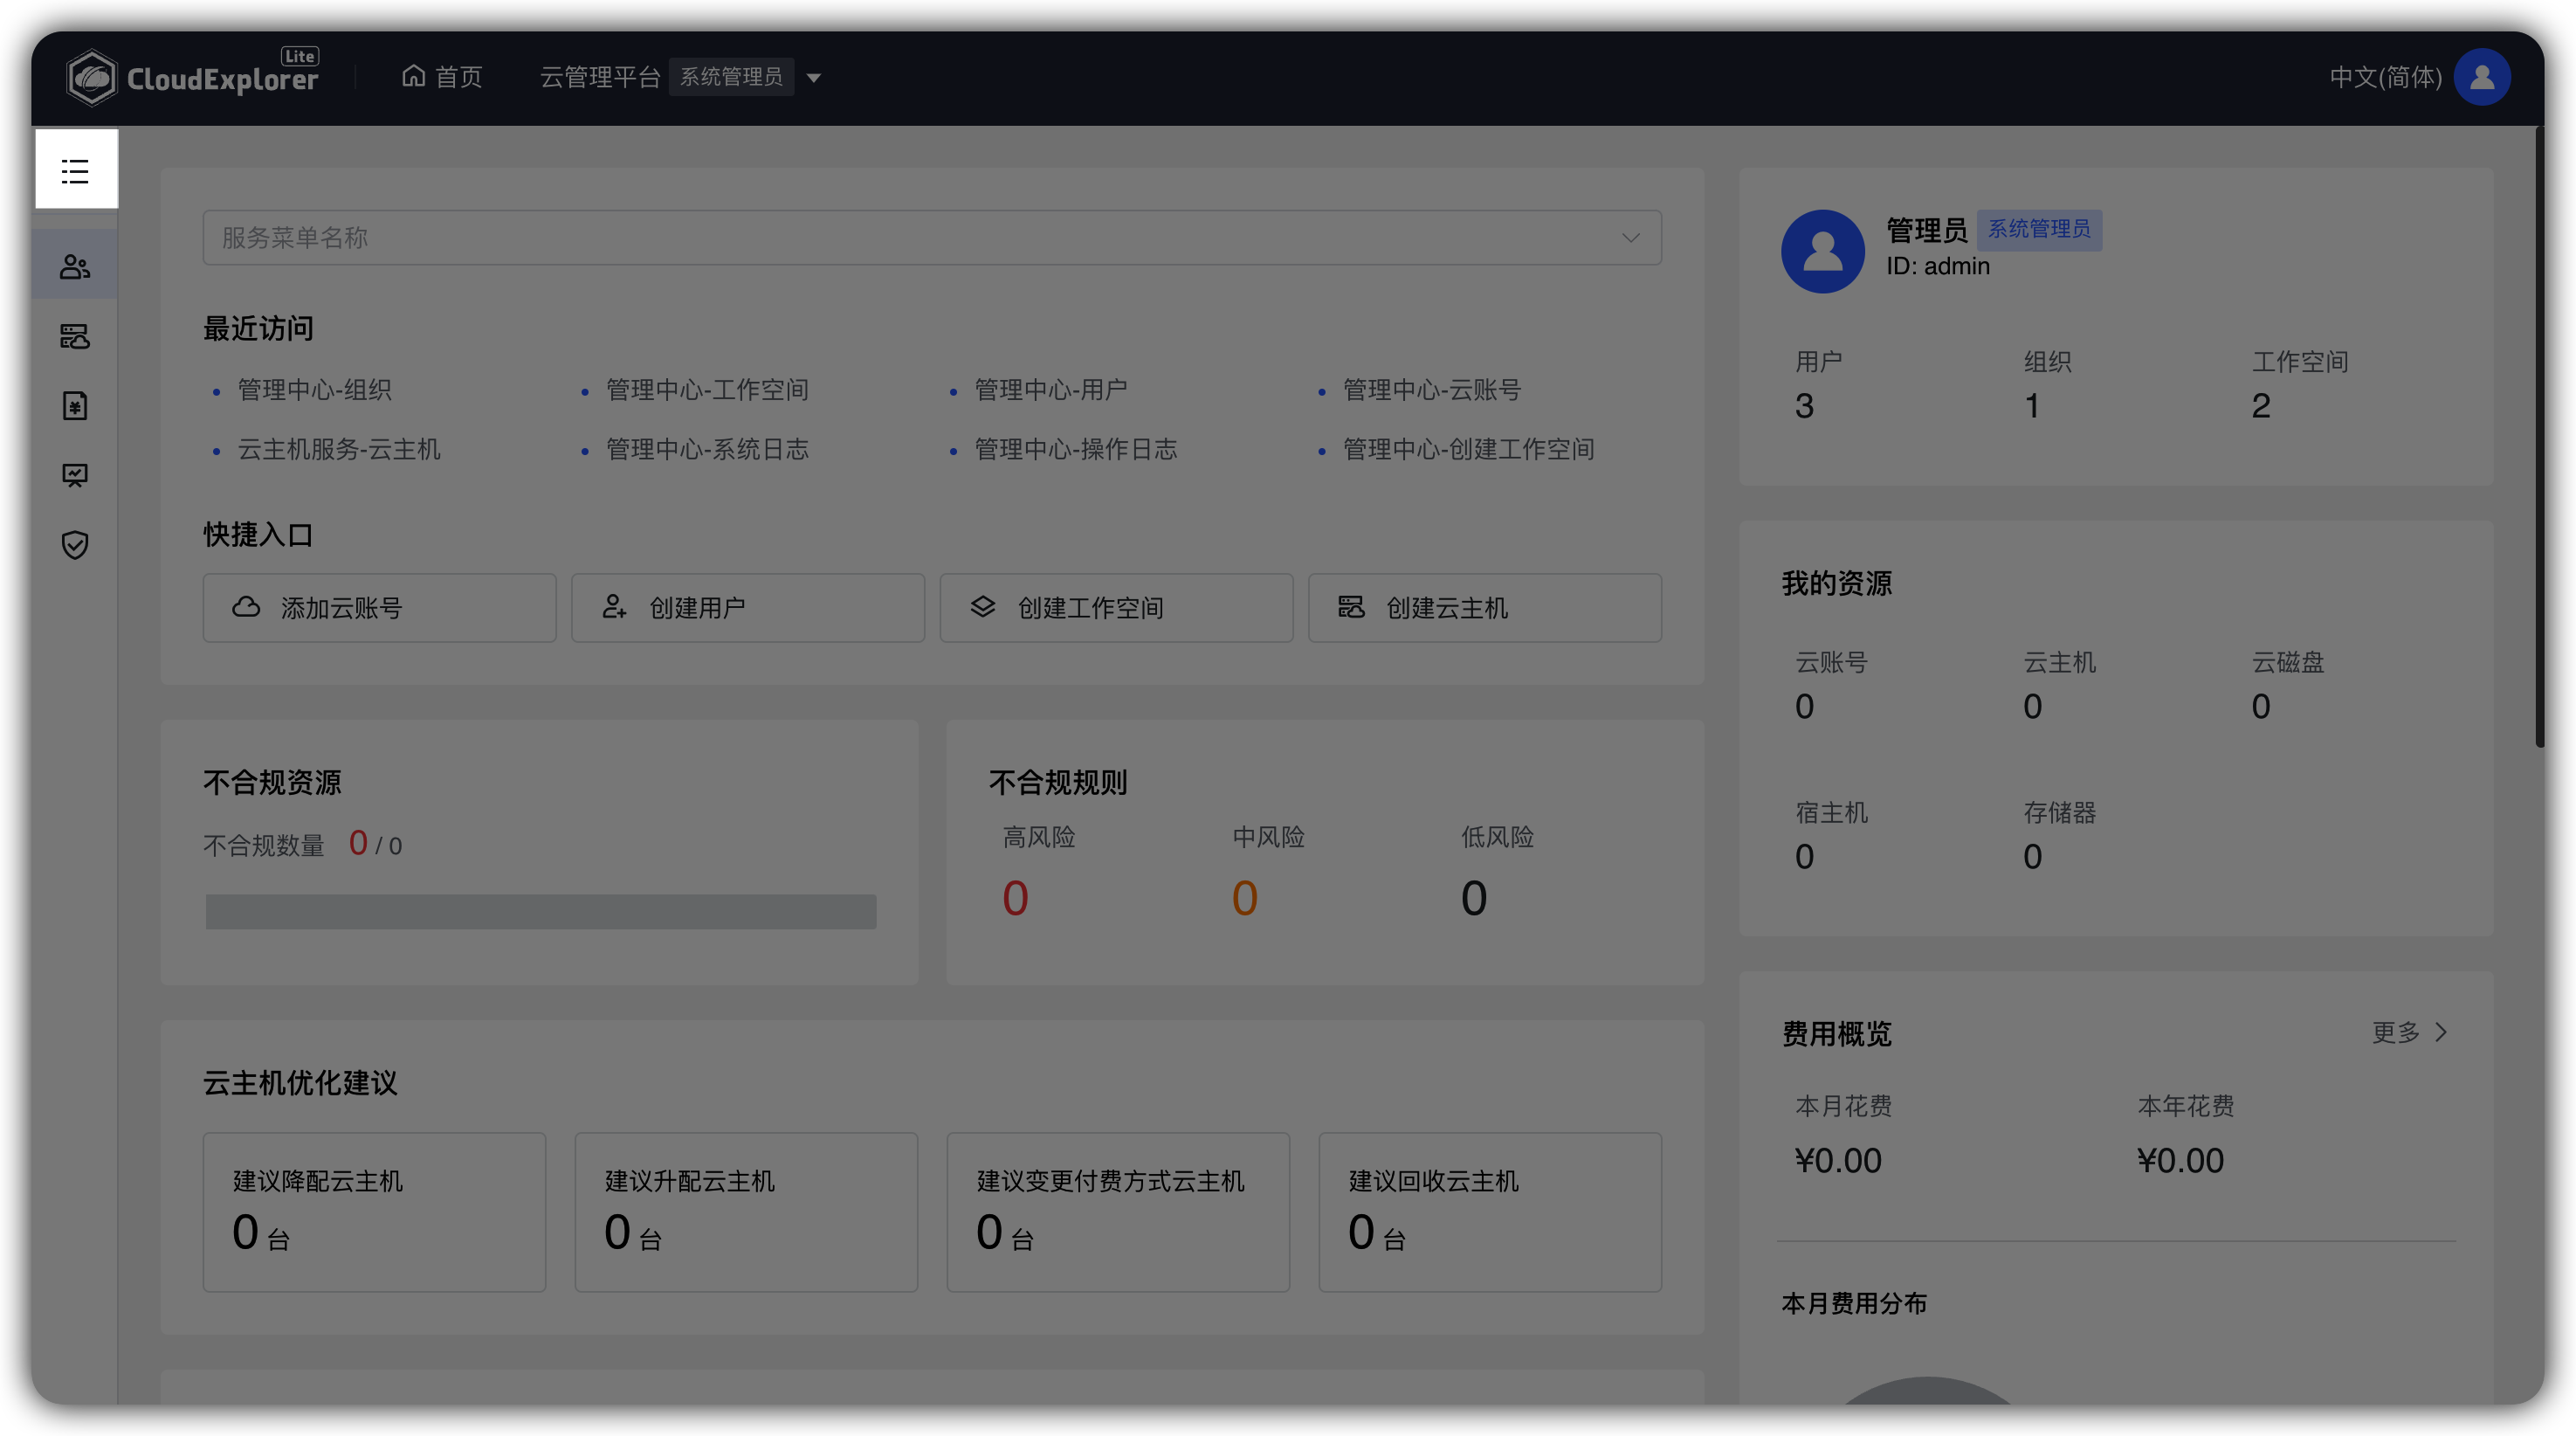 CloudExplorer Lite
首页
云管理平台 系统管理员
中文(简体)
服务菜单名称
最近访问
管理中心-组织
管理中心-工作空间
管理中心-用户
管理中心-云账号
云主机服务-云主机
管理中心-系统日志
管理中心-操作日志
管理中心-创建工作空间
快捷入口
添加云账号
创建用户
创建工作空间
创建云主机
不合规资源
不合规数量 0 / 0
不合规规则
高风险 中风险 低风险
0 0 0
云主机优化建议
建议降配云主机
0 台
建议升配云主机
0 台
建议变更付费方式云主机
0 台
建议回收云主机
0 台
管理员 系统管理员
ID: admin
用户 组织 工作空间
3 1 2
我的资源
云账号 云主机 云磁盘
0 0 0
宿主机 存储器
0 0
费用概览
更多
本月花费 本年花费
¥0.00 ¥0.00
本月费用分布